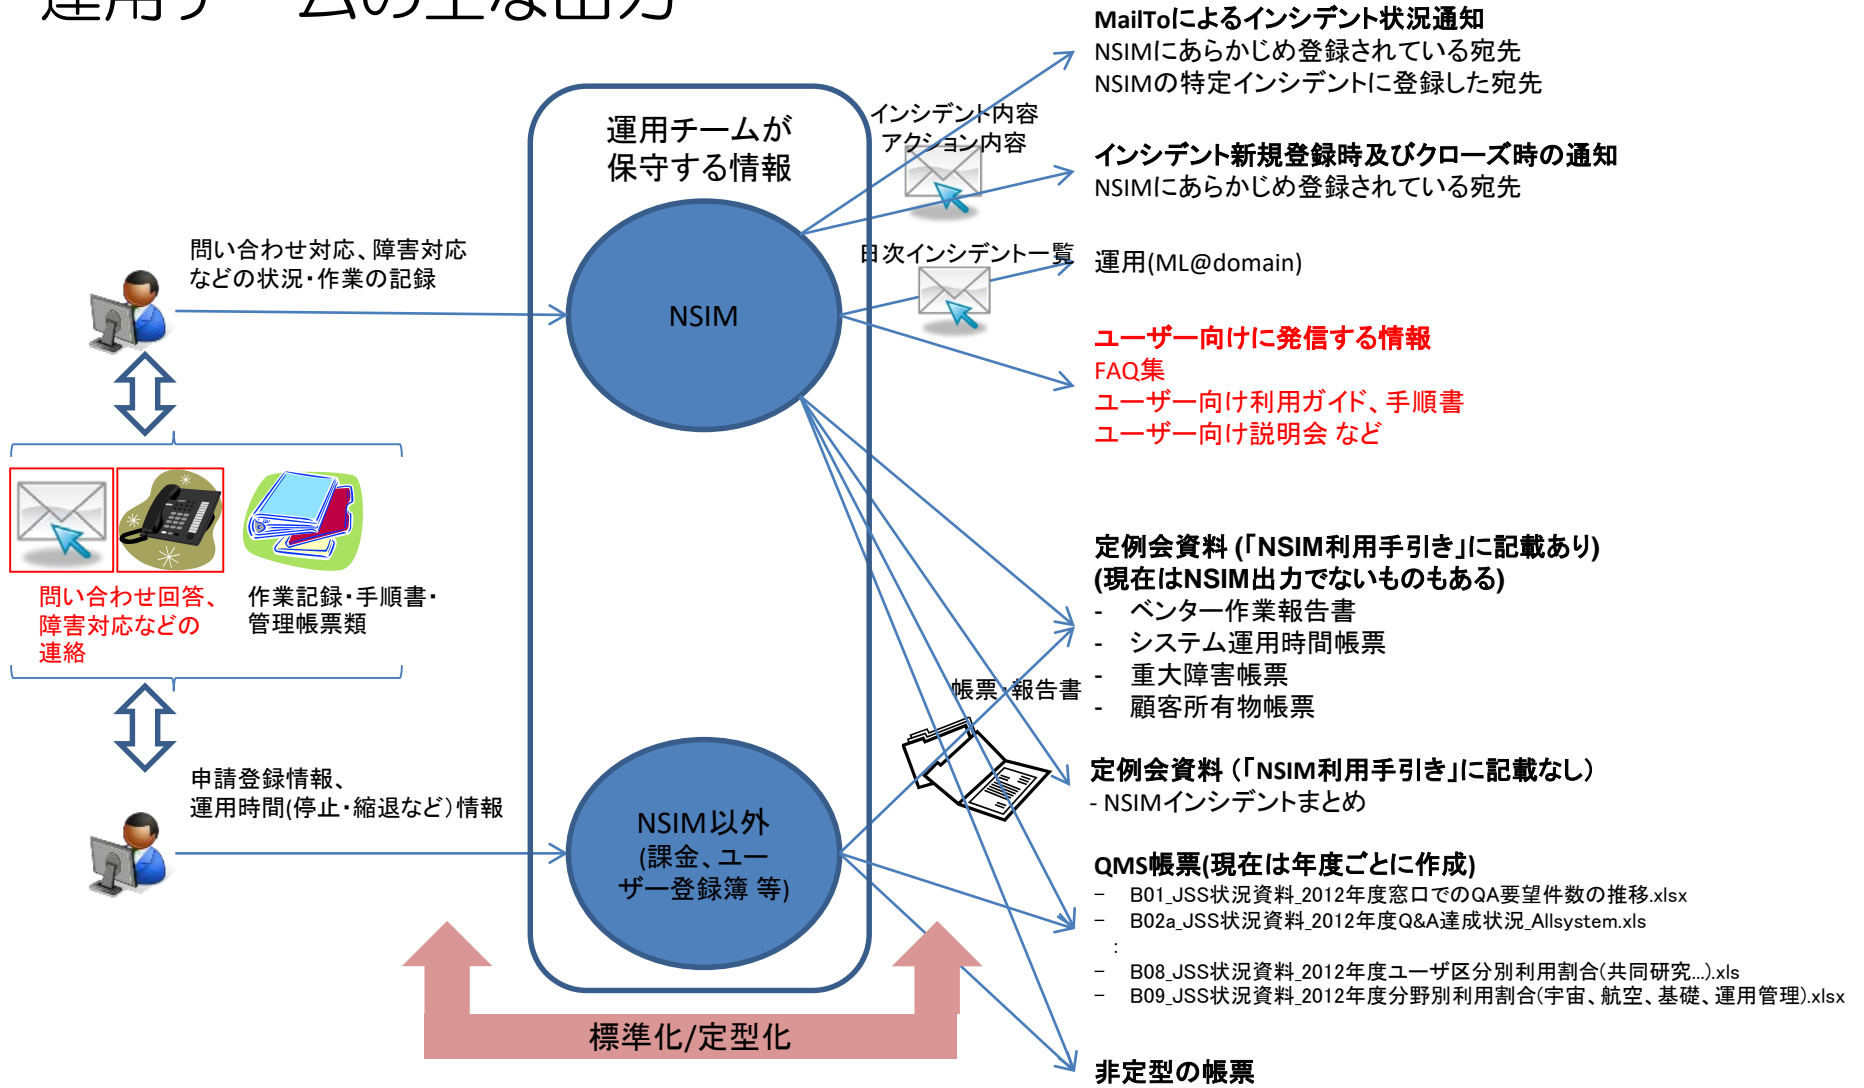 運用チームの主な出力
運用チームが
保守する情報
NSIM
NSIM以外
(課金、ユー
ザー登録簿 等)
問い合わせ対応、障害対応
などの状況・作業の記録
問い合わせ回答、
障害対応などの
連絡
作業記録・手順書・
管理帳票類
申請登録情報、
運用時間(停止・縮退など）情報
標準化/定型化
インシデント内容
アクション内容
日次インシデント一覧
帳票・報告書
MailToによるインシデント状況通知
NSIMにあらかじめ登録されている宛先
NSIMの特定インシデントに登録した宛先
インシデント新規登録時及びクローズ時の通知
NSIMにあらかじめ登録されている宛先
運用(ML@domain)
ユーザー向けに発信する情報
FAQ集
ユーザー向け利用ガイド、手順書
ユーザー向け説明会 など
定例会資料 (「NSIM利用手引き」に記載あり)
(現在はNSIM出力でないものもある)
- ベンター作業報告書
- システム運用時間帳票
- 重大障害帳票
- 顧客所有物帳票
定例会資料 （「NSIM利用手引き」に記載なし）
- NSIMインシデントまとめ
QMS帳票(現在は年度ごとに作成)
– B01_JSS状況資料_2012年度窓口でのQA要望件数の推移.xlsx
– B02a_JSS状況資料_2012年度Q&A達成状況_Allsystem.xls
：
– B08_JSS状況資料_2012年度ユーザ区分別利用割合(共同研究...).xls
– B09_JSS状況資料_2012年度分野別利用割合(宇宙、航空、基礎、運用管理).xlsx
非定型の帳票